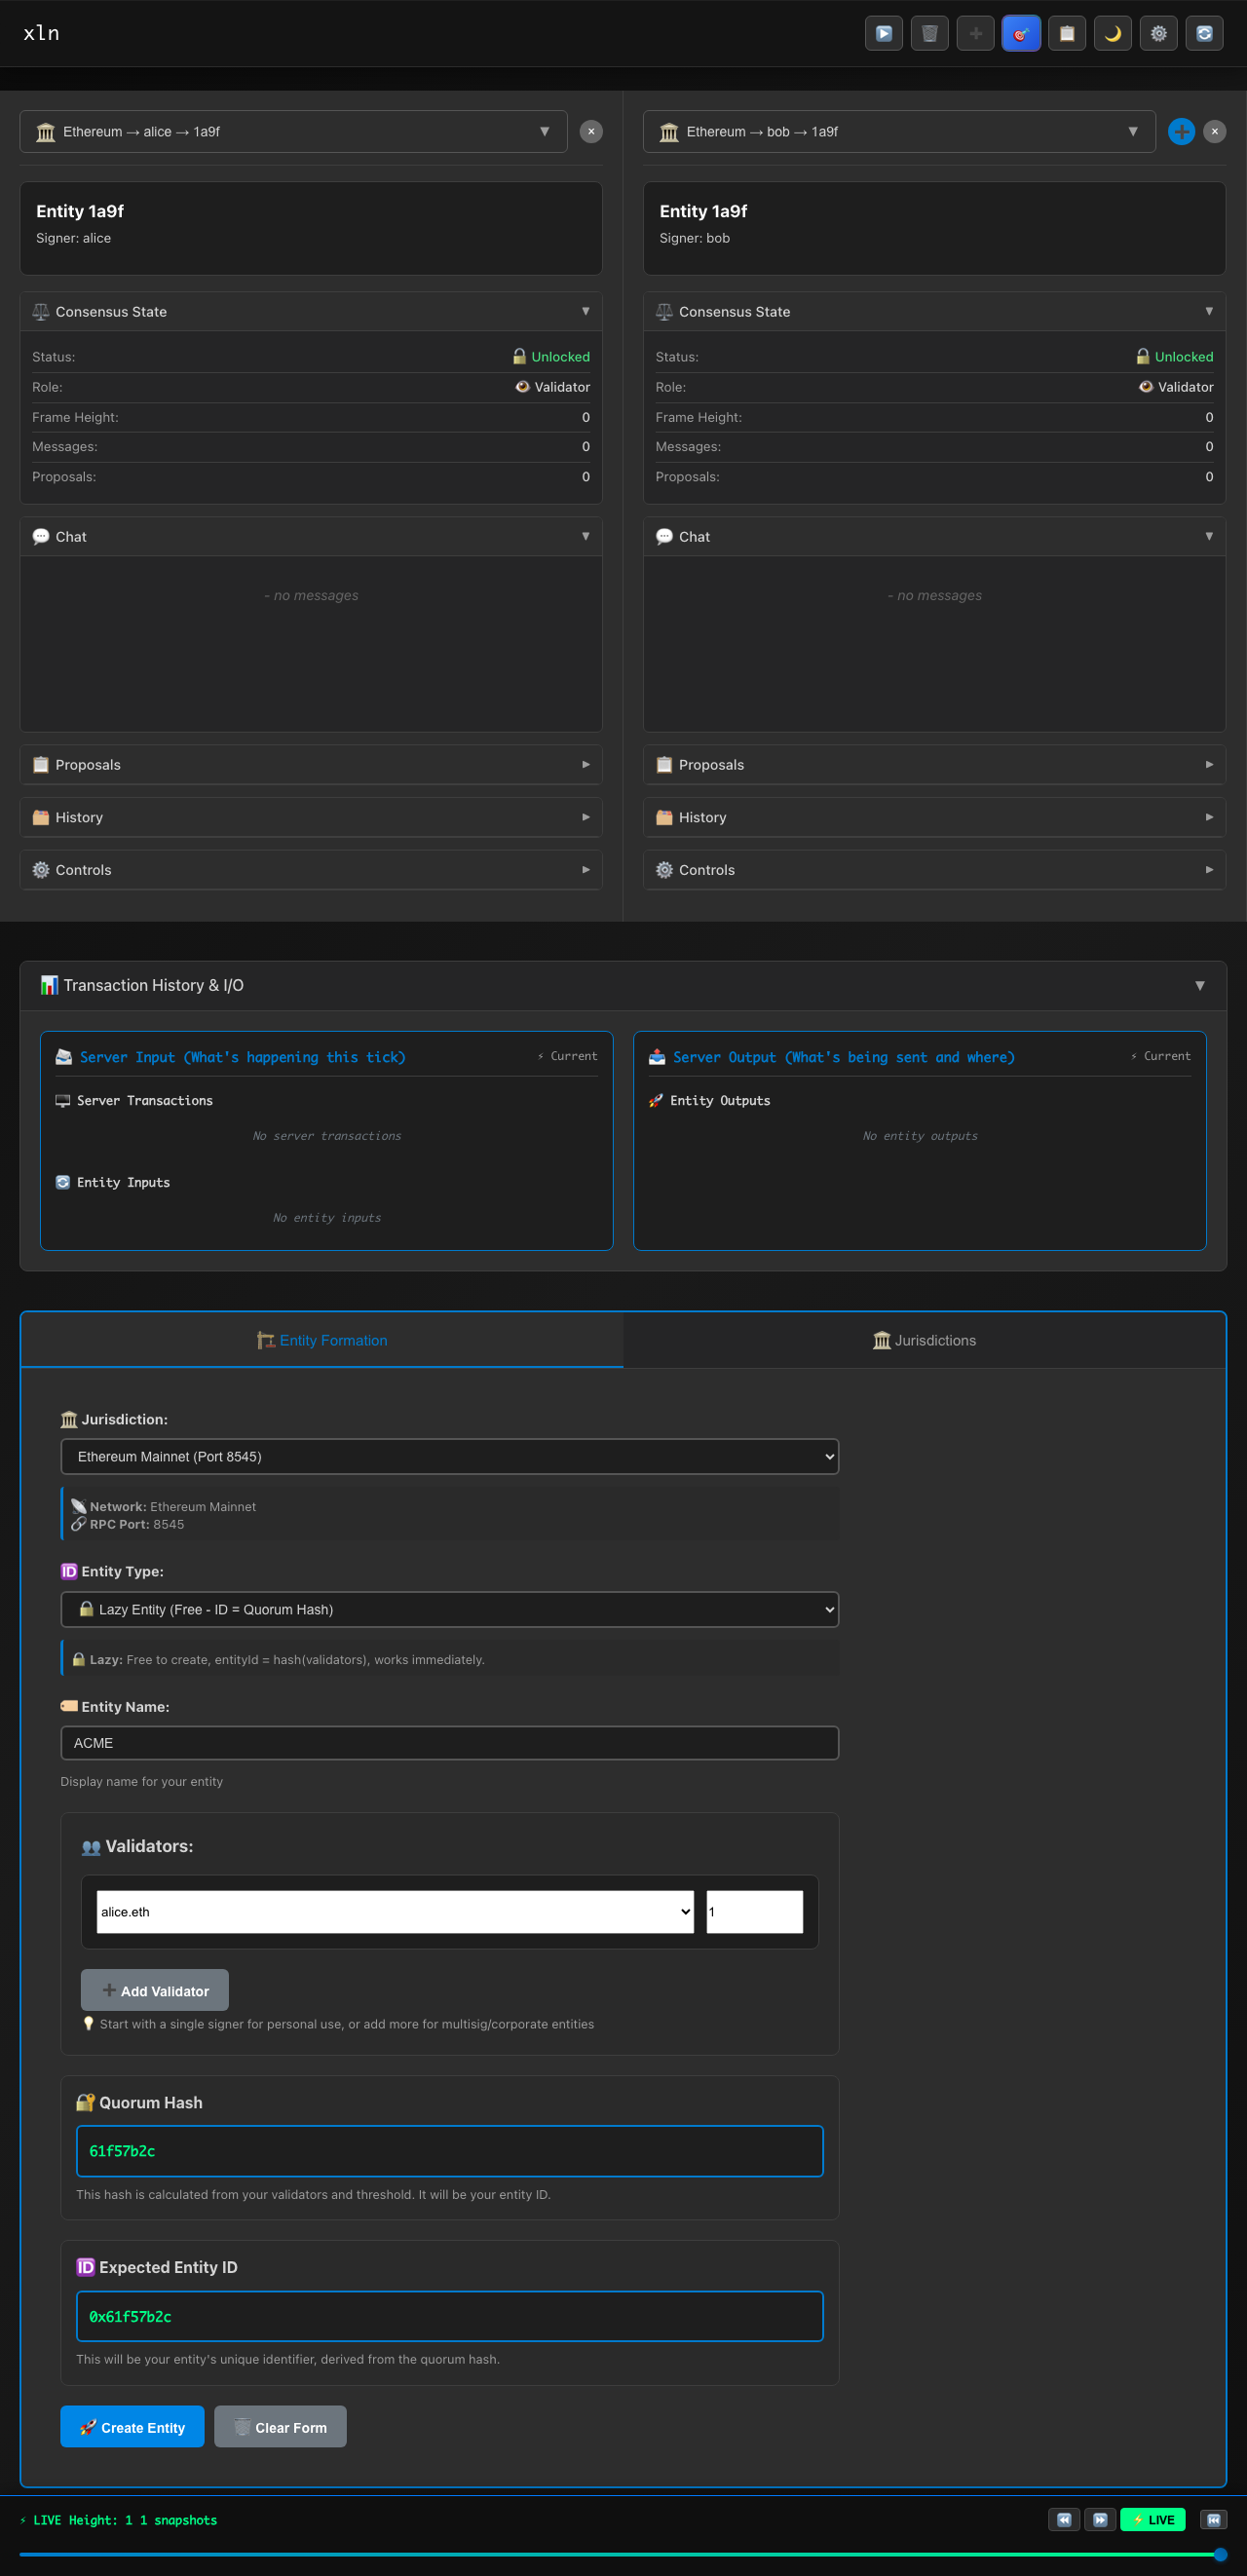 xln
Ethereum → alice → 1a9f
Entity 1a9f
Signer: alice
Consensus State
Status: Unlocked
Role: Validator
Frame Height: 0
Messages: 0
Proposals: 0
Chat
- no messages
Proposals
History
Controls
Ethereum → bob → 1a9f
Entity 1a9f
Signer: bob
Consensus State
Status: Unlocked
Role: Validator
Frame Height: 0
Messages: 0
Proposals: 0
Chat
- no messages
Proposals
History
Controls
Transaction History & I/O
Server Input (What's happening this tick) ⚡ Current
Server Transactions
No server transactions
Entity Inputs
No entity inputs
Server Output (What's being sent and where) ⚡ Current
Entity Outputs
No entity outputs
Entity Formation
Jurisdictions
Jurisdiction:
Ethereum Mainnet (Port 8545)
Network: Ethereum Mainnet
RPC Port: 8545
Entity Type:
Lazy Entity (Free - ID = Quorum Hash)
Lazy: Free to create, entityId = hash(validators), works immediately.
Entity Name:
ACME
Display name for your entity
Validators:
alice.eth 1
Add Validator
Start with a single signer for personal use, or add more for multisig/corporate entities
Quorum Hash
61f57b2c
This hash is calculated from your validators and threshold. It will be your entity ID.
Expected Entity ID
0x61f57b2c
This will be your entity's unique identifier, derived from the quorum hash.
Create Entity
Clear Form
⚡ LIVE Height: 1 1 snapshots
⚡ LIVE